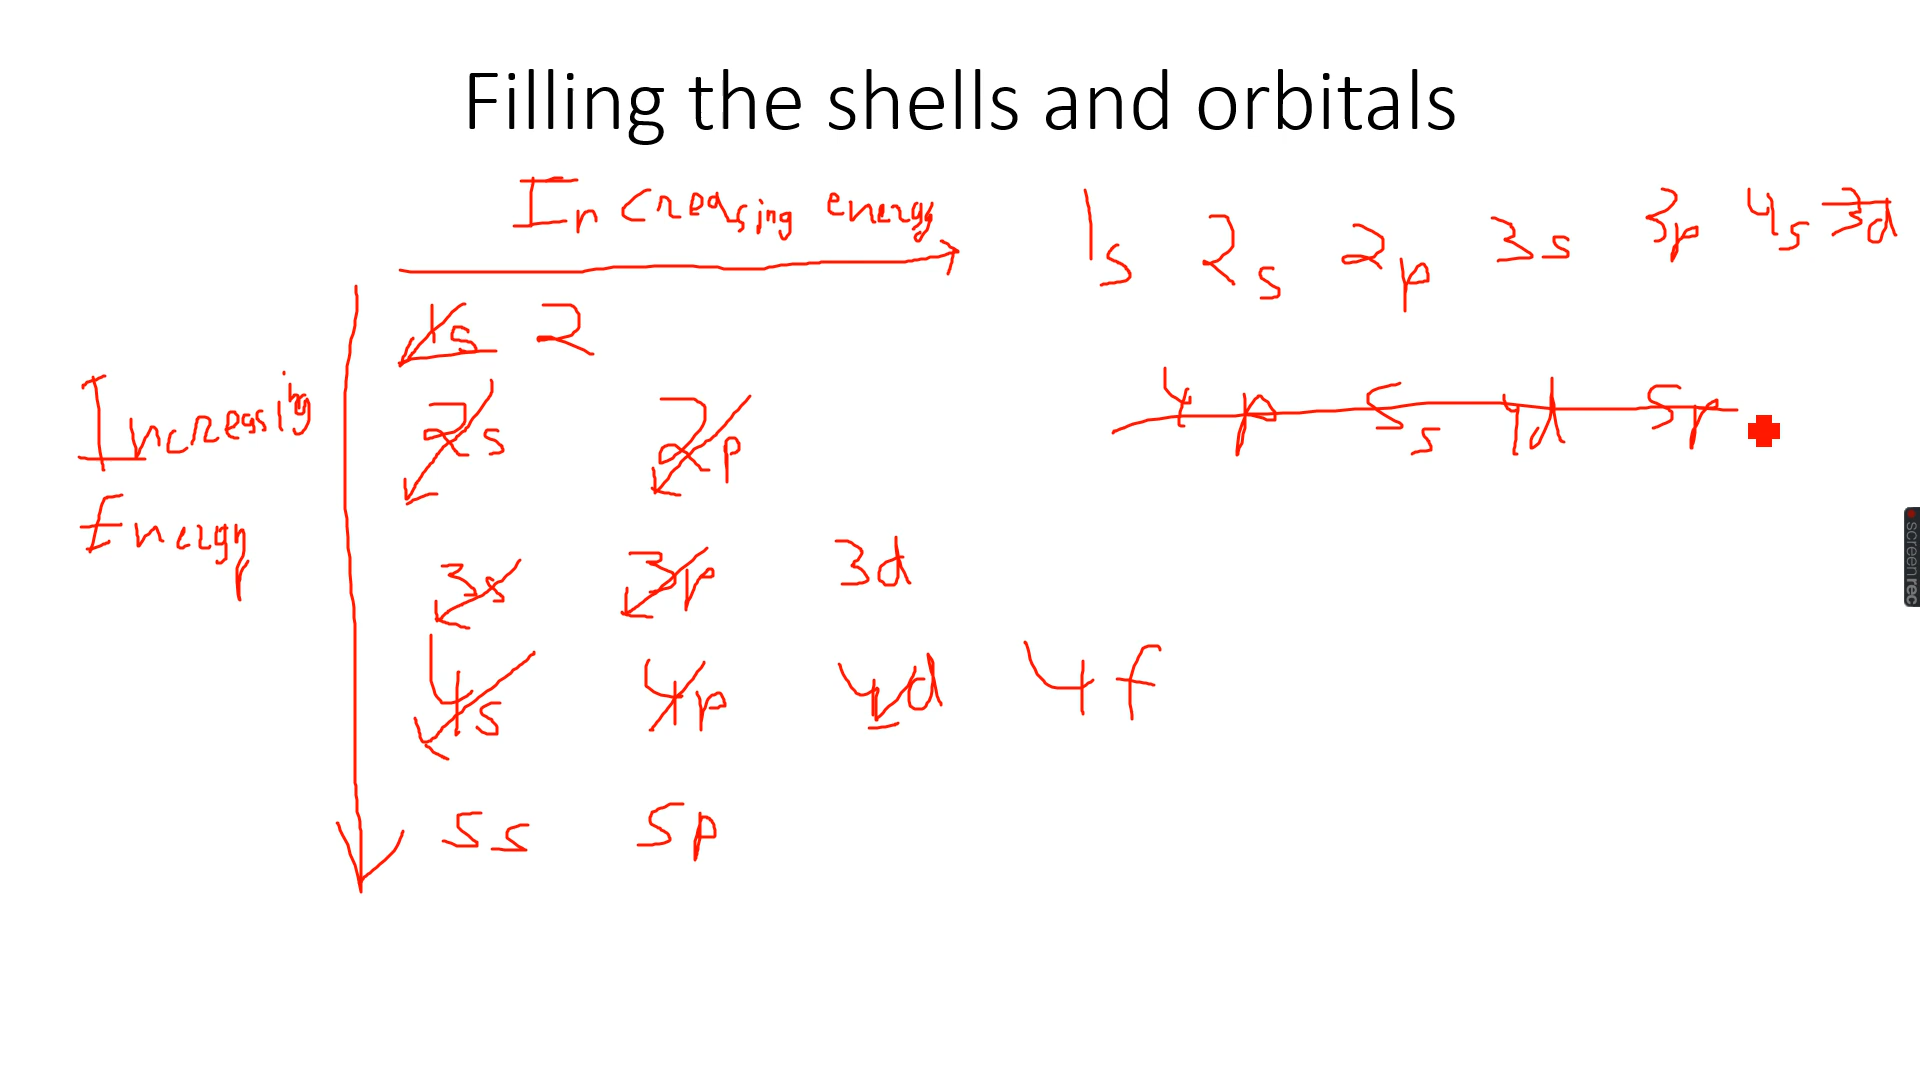 Filling the shells and orbitals
Increasing energy
1s 2s 2p 3s 3p 4s 3d
1s 2
4p 5s 4d 5p
Increasing
Energy
2s 2p
3s 3p 3d
4s 4p 4d 4f
5s 5p
screenrec